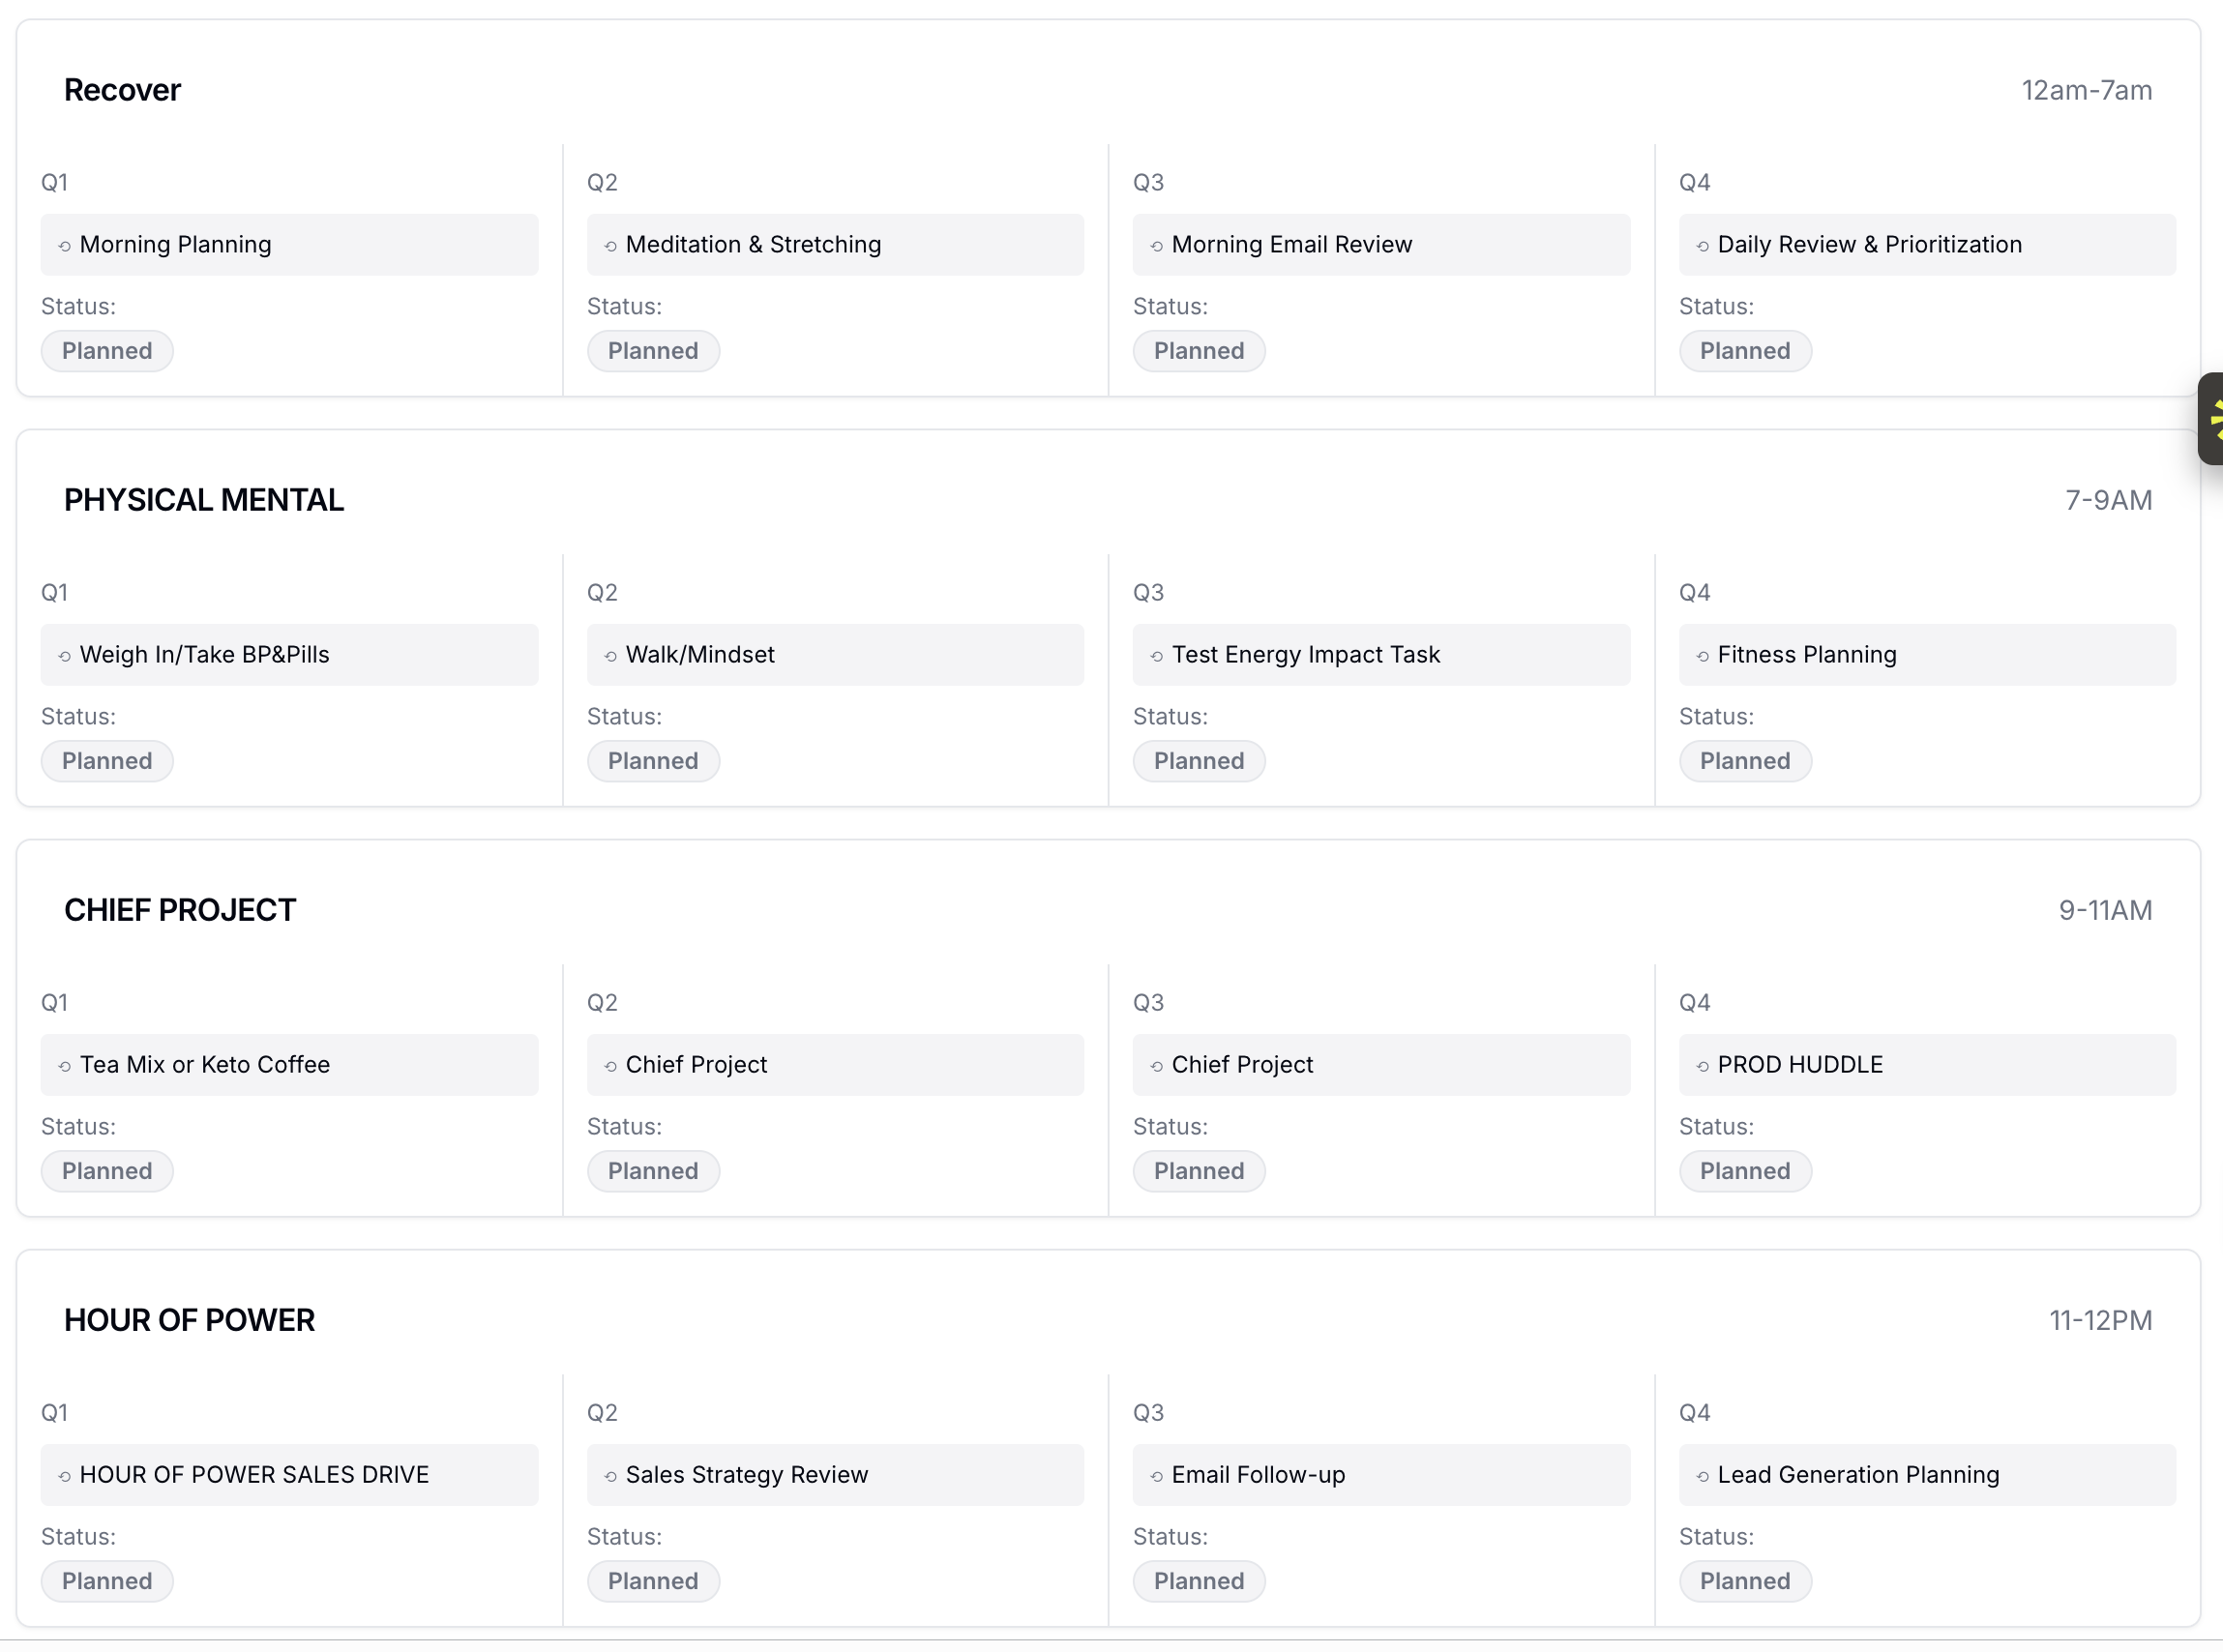 Recover
12am-7am
Q1
Q2
Q3
Q4
⟲ Morning Planning
⟲ Meditation & Stretching
⟲ Morning Email Review
⟲ Daily Review & Prioritization
Status:
Status:
Status:
Status:
Planned
Planned
Planned
Planned
PHYSICAL MENTAL
7-9AM
Q1
Q2
Q3
Q4
⟲ Weigh In/Take BP&Pills
⟲ Walk/Mindset
⟲ Test Energy Impact Task
⟲ Fitness Planning
Status:
Status:
Status:
Status:
Planned
Planned
Planned
Planned
CHIEF PROJECT
9-11AM
Q1
Q2
Q3
Q4
⟲ Tea Mix or Keto Coffee
⟲ Chief Project
⟲ Chief Project
⟲ PROD HUDDLE
Status:
Status:
Status:
Status:
Planned
Planned
Planned
Planned
HOUR OF POWER
11-12PM
Q1
Q2
Q3
Q4
⟲ HOUR OF POWER SALES DRIVE
⟲ Sales Strategy Review
⟲ Email Follow-up
⟲ Lead Generation Planning
Status:
Status:
Status:
Status:
Planned
Planned
Planned
Planned